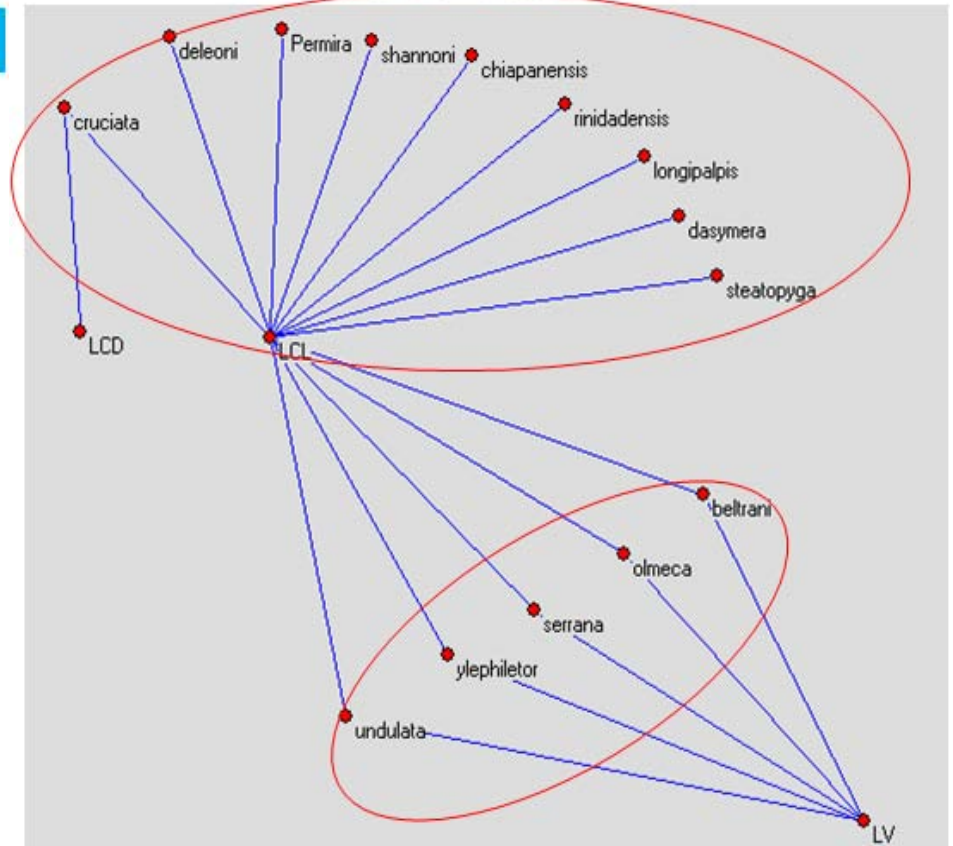 deleoni
Permira
shannoni
chiapanensis
cruciata
rinidadensis
longipalpis
dasymera
steatopyga
LCD
LCL
beltrani
olmeca
serrana
ylephiletor
undulata
LV